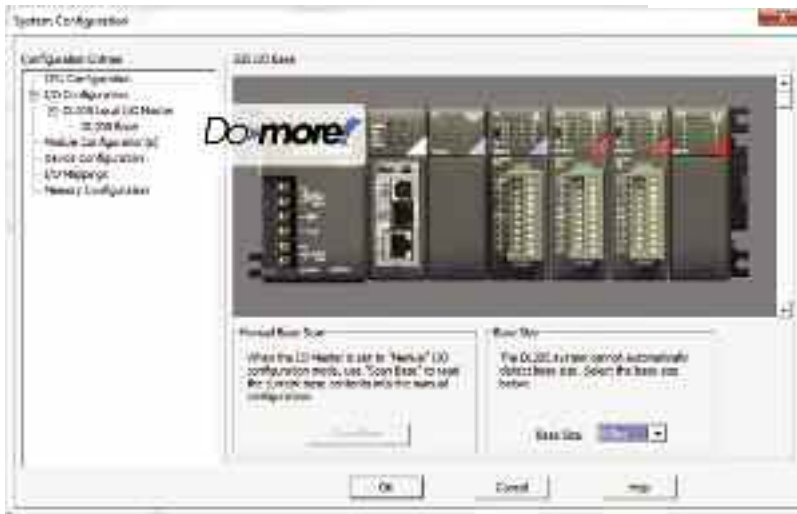 System Configuration
Configuration Entries
CPU Configuration
I/O Configuration
DL205 Local I/O Master
DL205 Base
Module Configuration(s)
Device Configuration
I/O Mappings
Memory Configuration
Do-more!
Manual Base Scan
When the I/O Master is set to "Manual" I/O
configuration mode, use "Scan Base" to read
the current base contents into the manual
configuration.
Base Size
The DL205 system cannot automatically
detect base size. Select the base size
below.
Base Size
OK
Cancel
Help